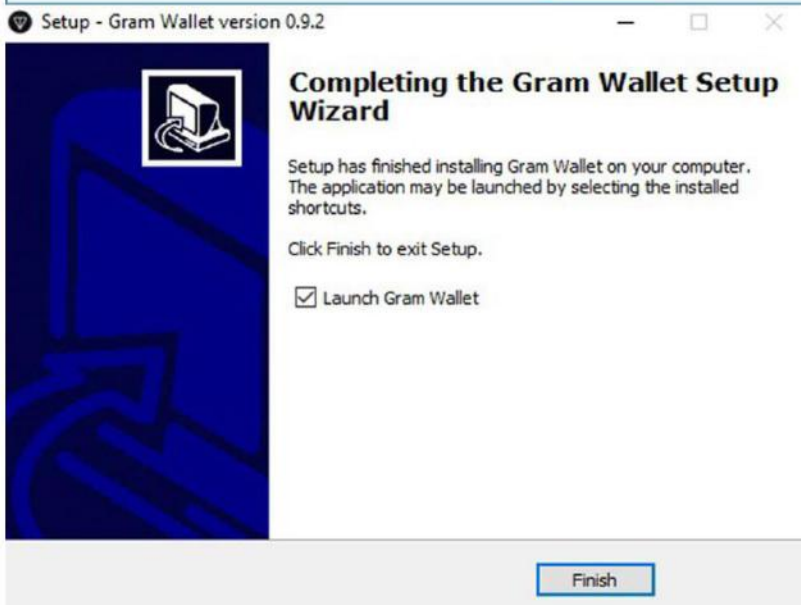 Setup - Gram Wallet version 0.9.2
Completing the Gram Wallet Setup
Wizard
Setup has finished installing Gram Wallet on your computer.
The application may be launched by selecting the installed
shortcuts.
Click Finish to exit Setup.
Launch Gram Wallet
Finish